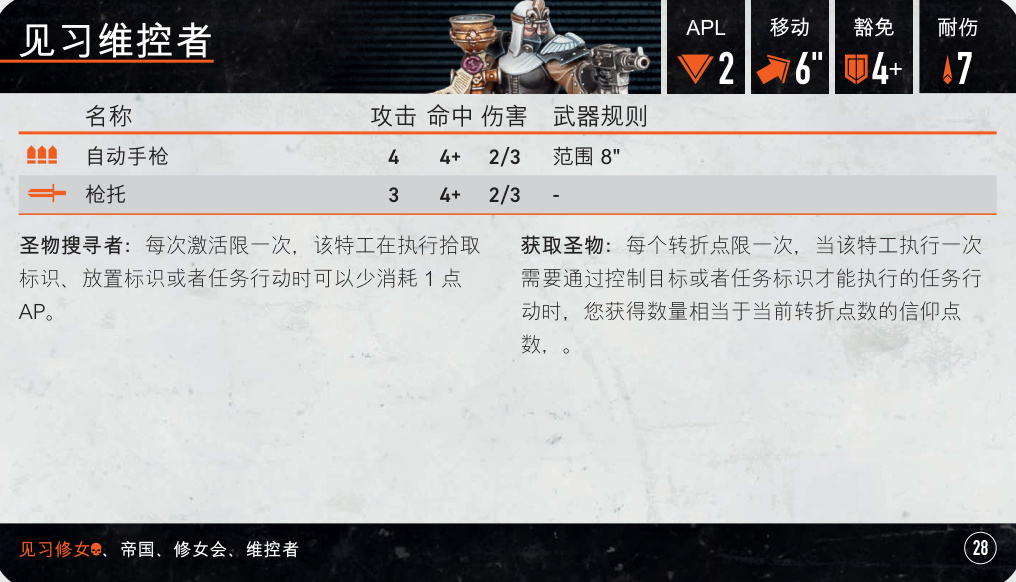 见习维控者
APL 移动 豁免 耐伤
2 6" 4+ 7
名称 攻击 命中 伤害 武器规则
自动手枪 4 4+ 2/3 范围 8"
枪托 3 4+ 2/3 -
圣物搜寻者：每次激活限一次，该特工在执行拾取
标识、放置标识或者任务行动时可以少消耗 1 点
AP。
获取圣物：每个转折点限一次，当该特工执行一次
需要通过控制目标或者任务标识才能执行的任务行
动时，您获得数量相当于当前转折点数的信仰点
数，。
见习修女、帝国、修女会、维控者
28